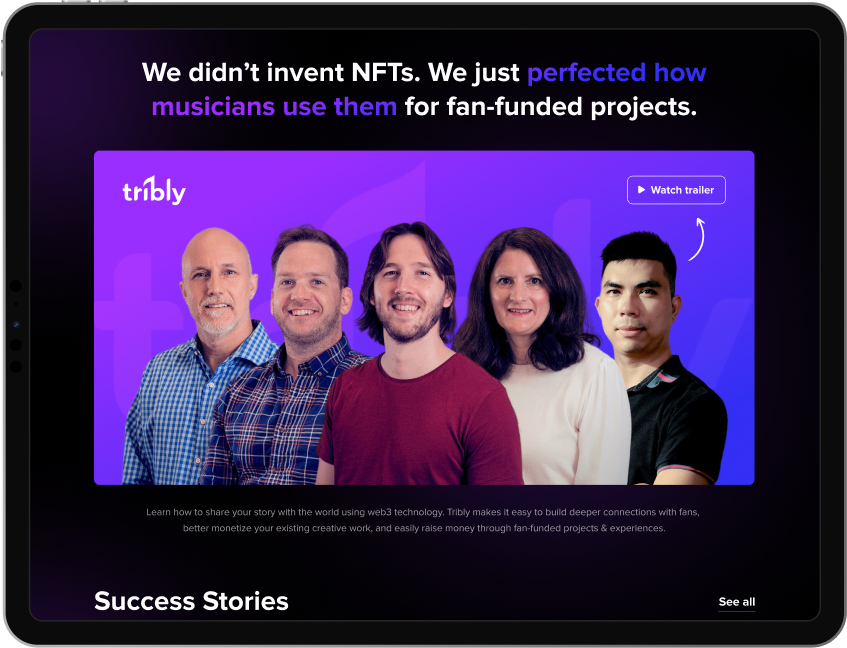 We didn’t invent NFTs. We just perfected how
musicians use them for fan-funded projects.
tribly
Watch trailer
tribly
Learn how to share your story with the world using web3 technology. Tribly makes it easy to build deeper connections with fans,
better monetize your existing creative work, and easily raise money through fan-funded projects & experiences.
Success Stories
See all